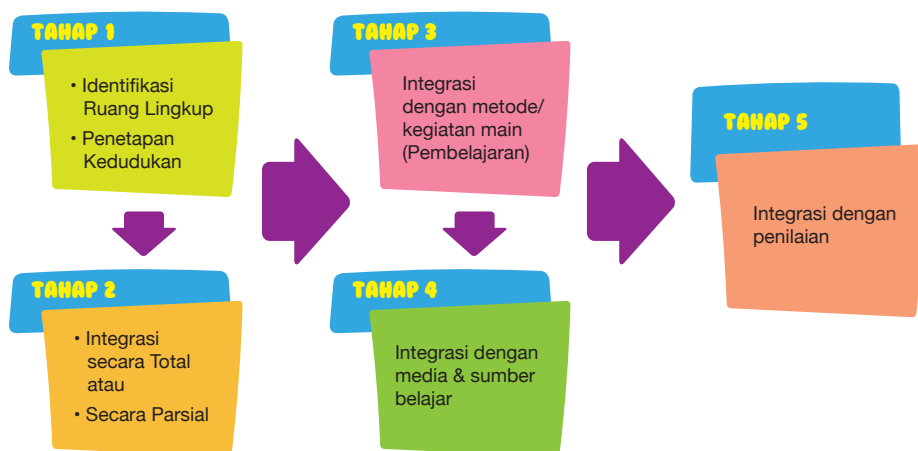 TAHAP 1
• Identifikasi
Ruang Lingkup
• Penetapan
Kedudukan
TAHAP 2
• Integrasi
secara Total
atau
• Secara Parsial
TAHAP 3
Integrasi
dengan metode/
kegiatan main
(Pembelajaran)
TAHAP 4
Integrasi dengan
media & sumber
belajar
TAHAP 5
Integrasi dengan
penilaian